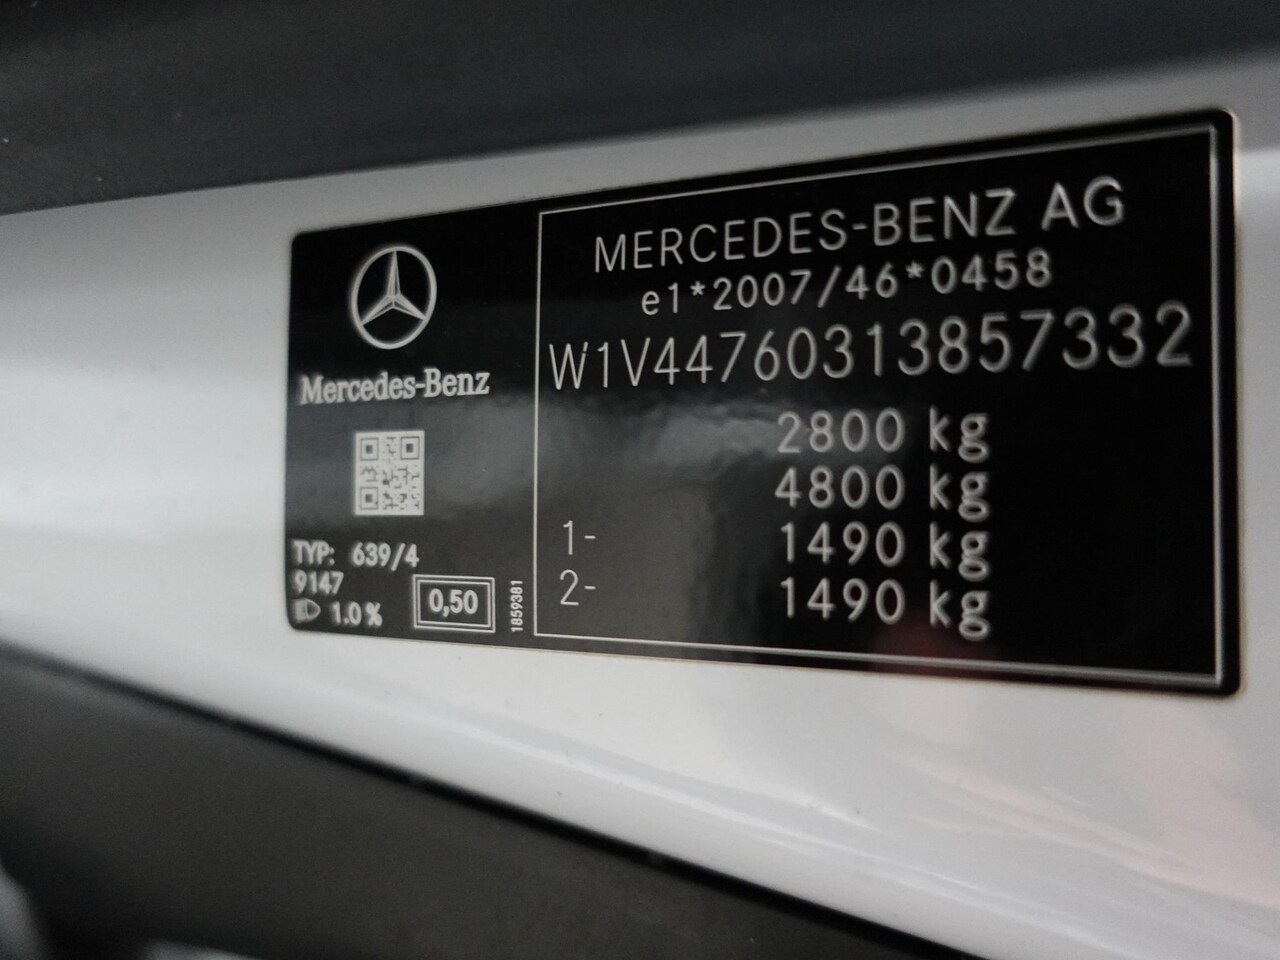 Mercedes-Benz
TYP: 639/4
9147
1.0 %
0,50
1859381
MERCEDES-BENZ AG
e1*2007/46*0458
W1V44760313857332
2800 kg
4800 kg
1- 1490 kg
2- 1490 kg